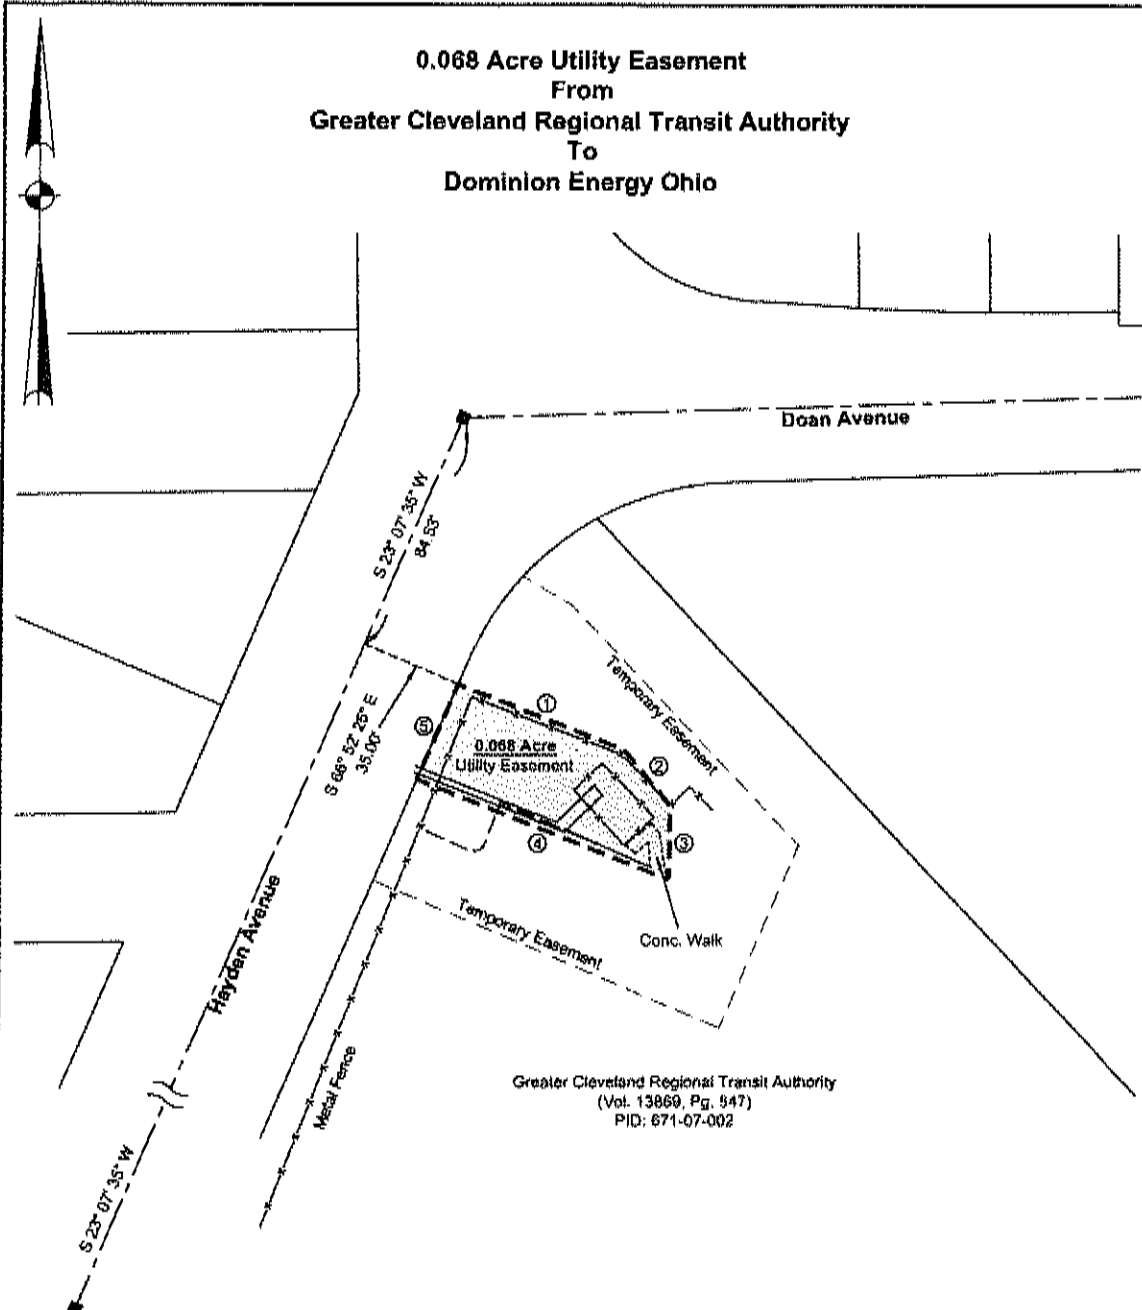 0.068 Acre Utility Easement
From
Greater Cleveland Regional Transit Authority
To
Dominion Energy Ohio
Doan Avenue
S 23° 07' 35" W
84.53'
S 66° 52' 25" E
35.00'
Temporary Easement
1
5
0.068 Acre
Utility Easement
2
3
4
Temporary Easement
Conc. Walk
Hayden Avenue
Metal Fence
Greater Cleveland Regional Transit Authority
(Vol. 13869, Pg. 847)
PID: 671-07-002
S 23° 07' 35" W